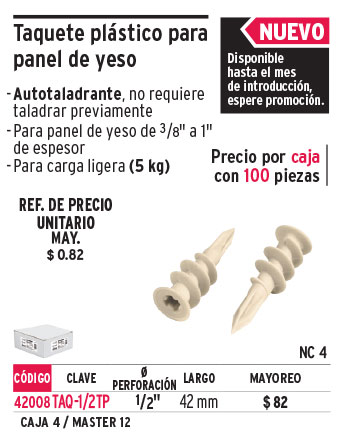 Taquete plástico para
panel de yeso
NUEVO
Disponible
hasta el mes
de introducción,
espere promoción.
- Autotaladrante, no requiere
taladrar previamente
- Para panel de yeso de 3/8" a 1"
de espesor
- Para carga ligera (5 kg)
Precio por caja
con 100 piezas
REF. DE PRECIO
UNITARIO
MAY.
$ 0.82
NC 4
CÓDIGO CLAVE Ø PERFORACIÓN LARGO MAYOREO
42008 TAQ-1/2TP 1/2" 42 mm $ 82
CAJA 4 / MASTER 12